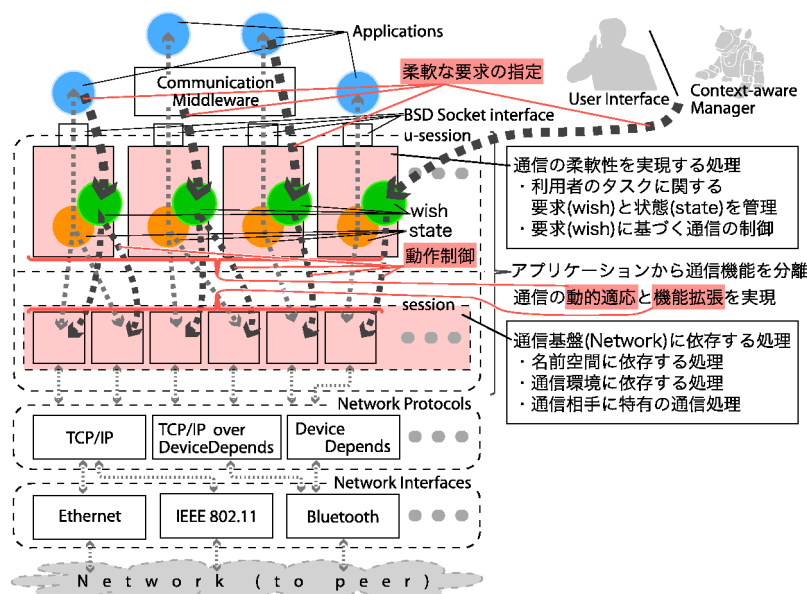 Applications
柔軟な要求の指定
Communication
Middleware
User Interface
Context-aware
Manager
BSD Socket interface
u-session
通信の柔軟性を実現する処理
・利用者のタスクに関する
要求(wish)と状態(state)を管理
・要求(wish)に基づく通信の制御
wish
state
動作制御
アプリケーションから通信機能を分離
通信の動的適応と機能拡張を実現
session
通信基盤(Network)に依存する処理
・名前空間に依存する処理
・通信環境に依存する処理
・通信相手に特有の通信処理
Network Protocols
TCP/IP
TCP/IP over
DeviceDepends
Device
Depends
Network Interfaces
Ethernet
IEEE 802.11
Bluetooth
Network (to peer)